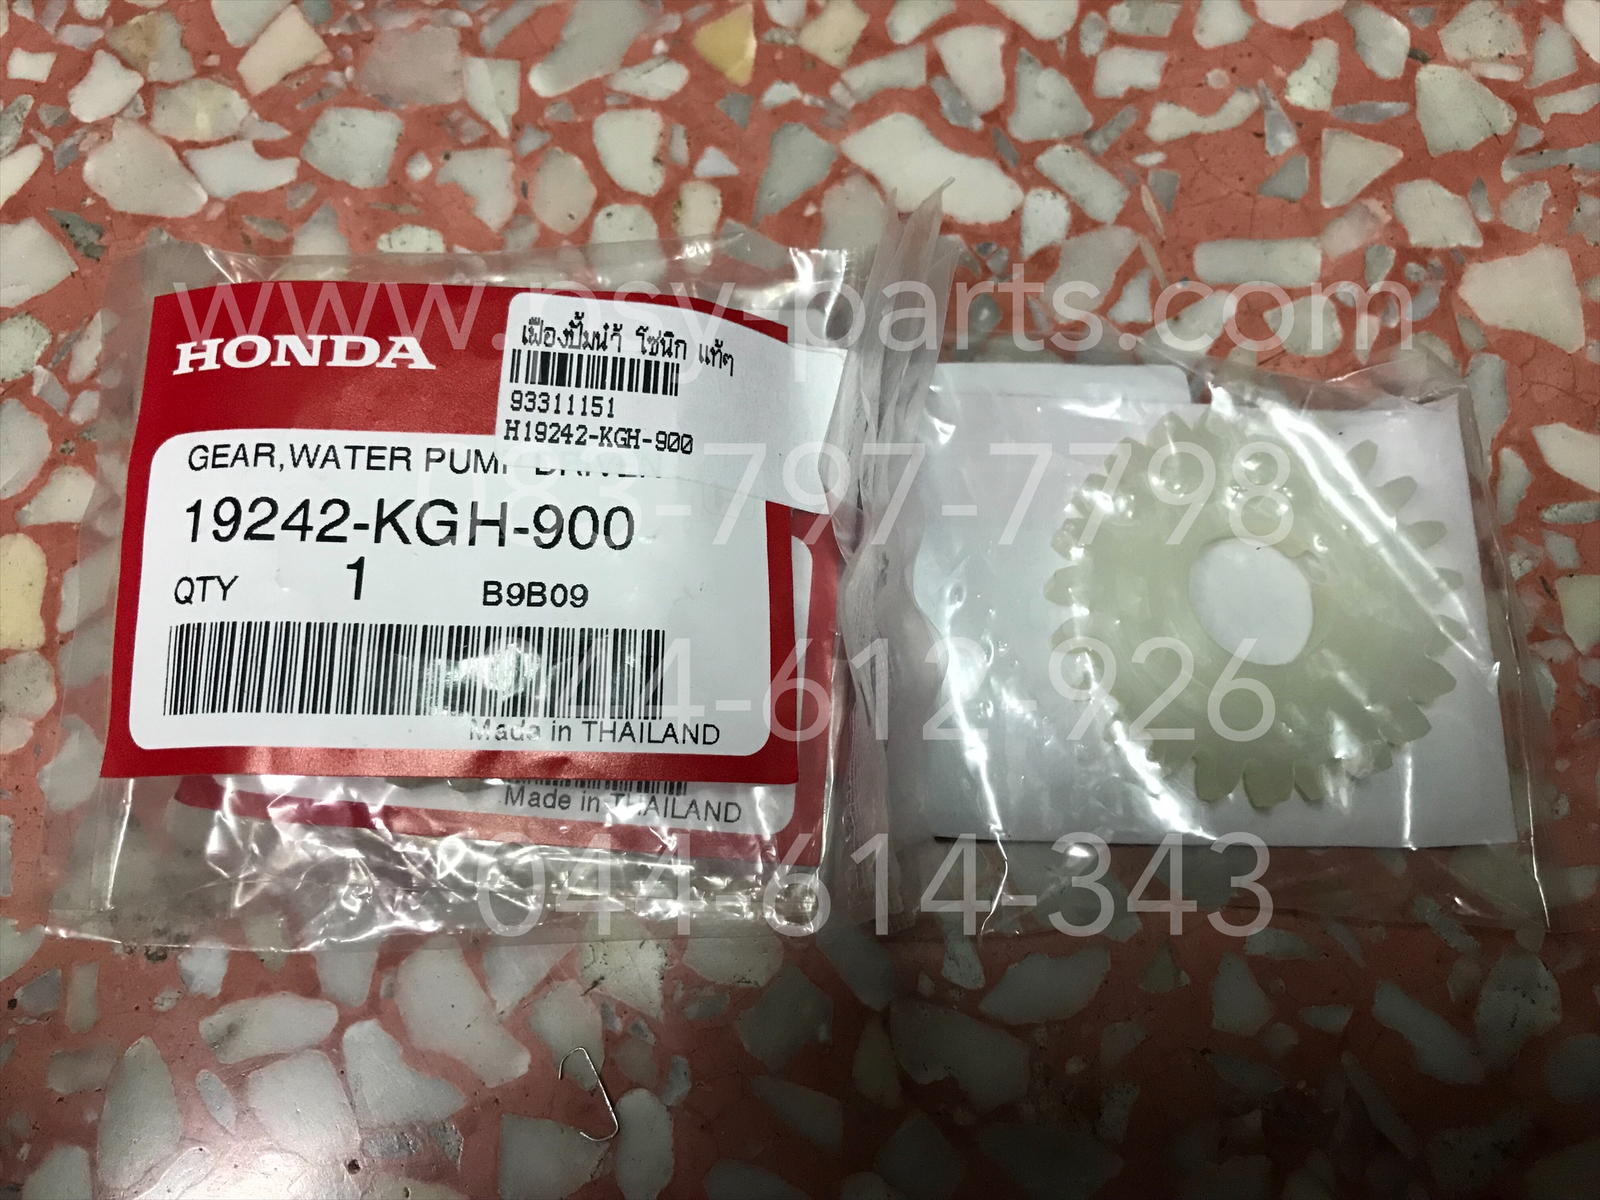 www.psy-parts.com
HONDA
เฟืองปั้มน้ำ โซนิก แท้ๆ
93311151
H19242-KGH-900
GEAR,WATER PUMP DRIVEN
083-797-7798
19242-KGH-900
QTY 1 B9B09
044-612-926
Made in THAILAND
Made in THAILAND
044-614-343